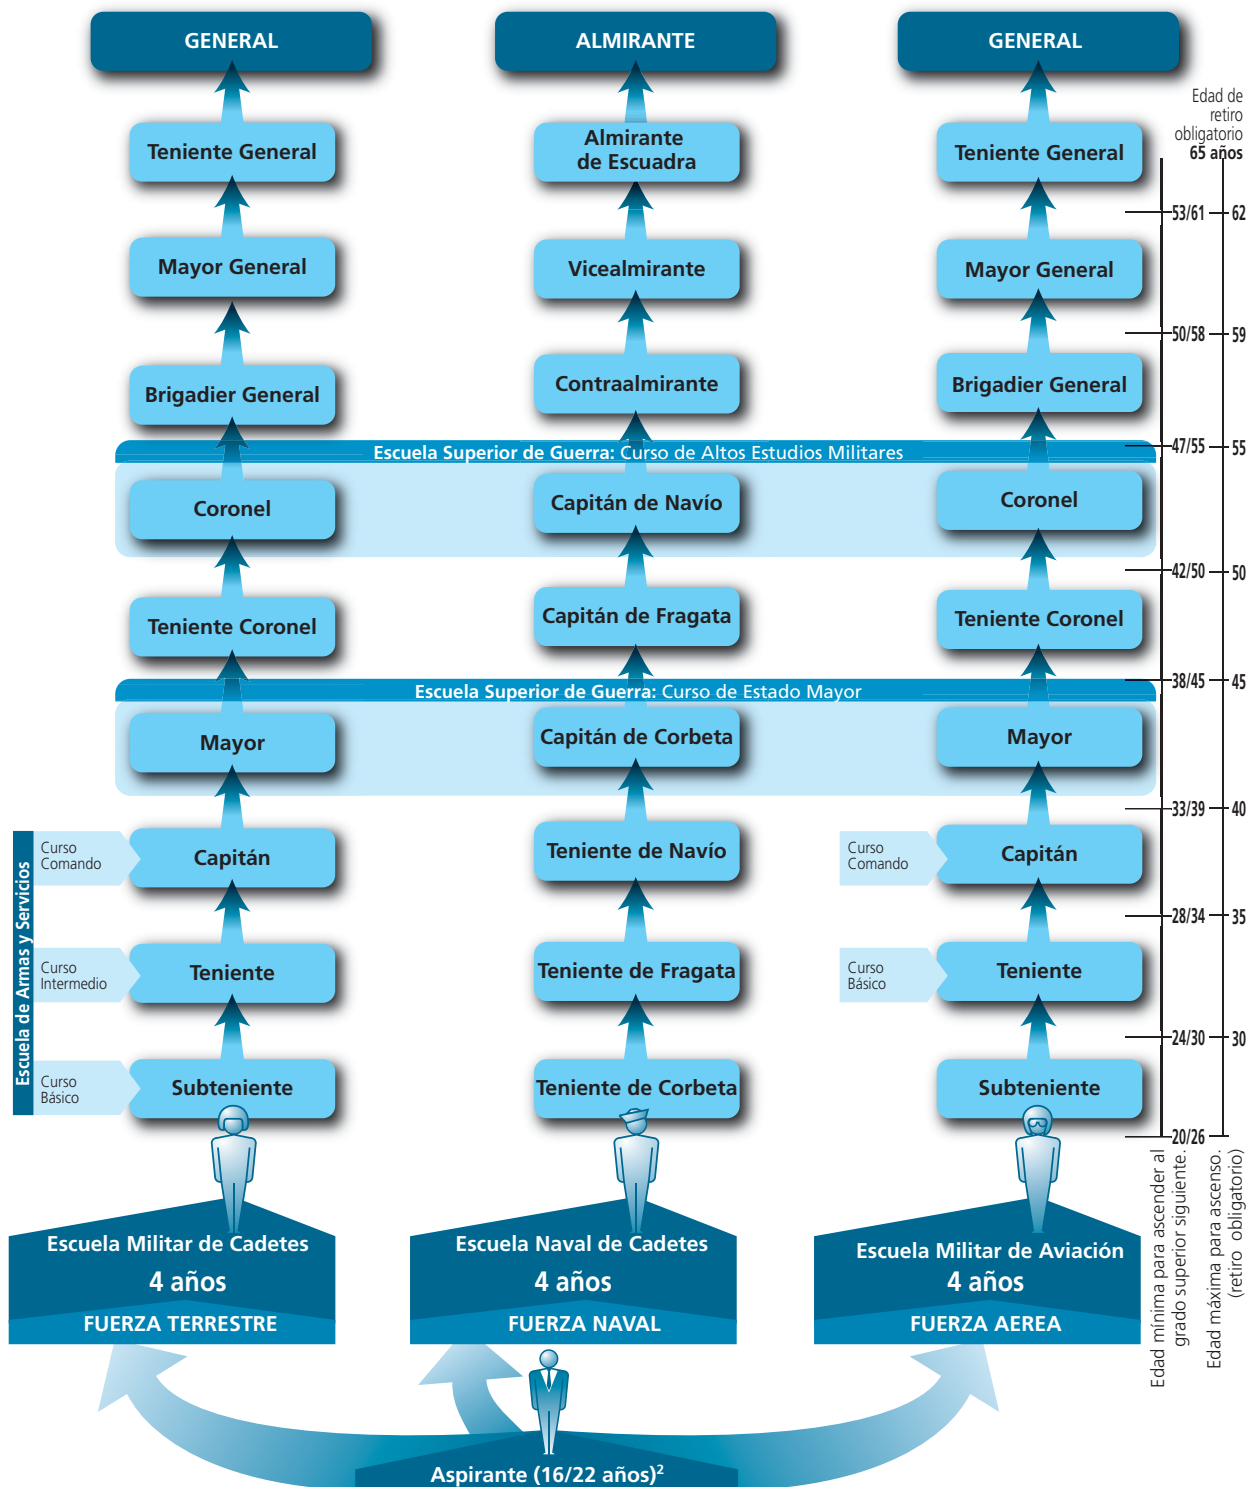 GENERAL
ALMIRANTE
GENERAL
Edad de
retiro
obligatorio
65 años
Teniente General
Almirante
de Escuadra
Teniente General
53/61
62
Mayor General
Vicealmirante
Mayor General
50/58
59
Brigadier General
Contraalmirante
Brigadier General
47/55
55
Escuela Superior de Guerra: Curso de Altos Estudios Militares
Coronel
Capitán de Navío
Coronel
42/50
50
Teniente Coronel
Capitán de Fragata
Teniente Coronel
38/45
45
Escuela Superior de Guerra: Curso de Estado Mayor
Mayor
Capitán de Corbeta
Mayor
33/39
40
Escuela de Armas y Servicios
Curso
Comando
Capitán
Teniente de Navío
Curso
Comando
Capitán
28/34
35
Curso
Intermedio
Teniente
Teniente de Fragata
Curso
Básico
Teniente
24/30
30
Curso
Básico
Subteniente
Teniente de Corbeta
Subteniente
20/26
Edad mínima para ascender al
grado superior siguiente.
Edad máxima para ascenso.
(retiro obligatorio)
Escuela Militar de Cadetes
4 años
FUERZA TERRESTRE
Escuela Naval de Cadetes
4 años
FUERZA NAVAL
Escuela Militar de Aviación
4 años
FUERZA AEREA
Aspirante (16/22 años)²